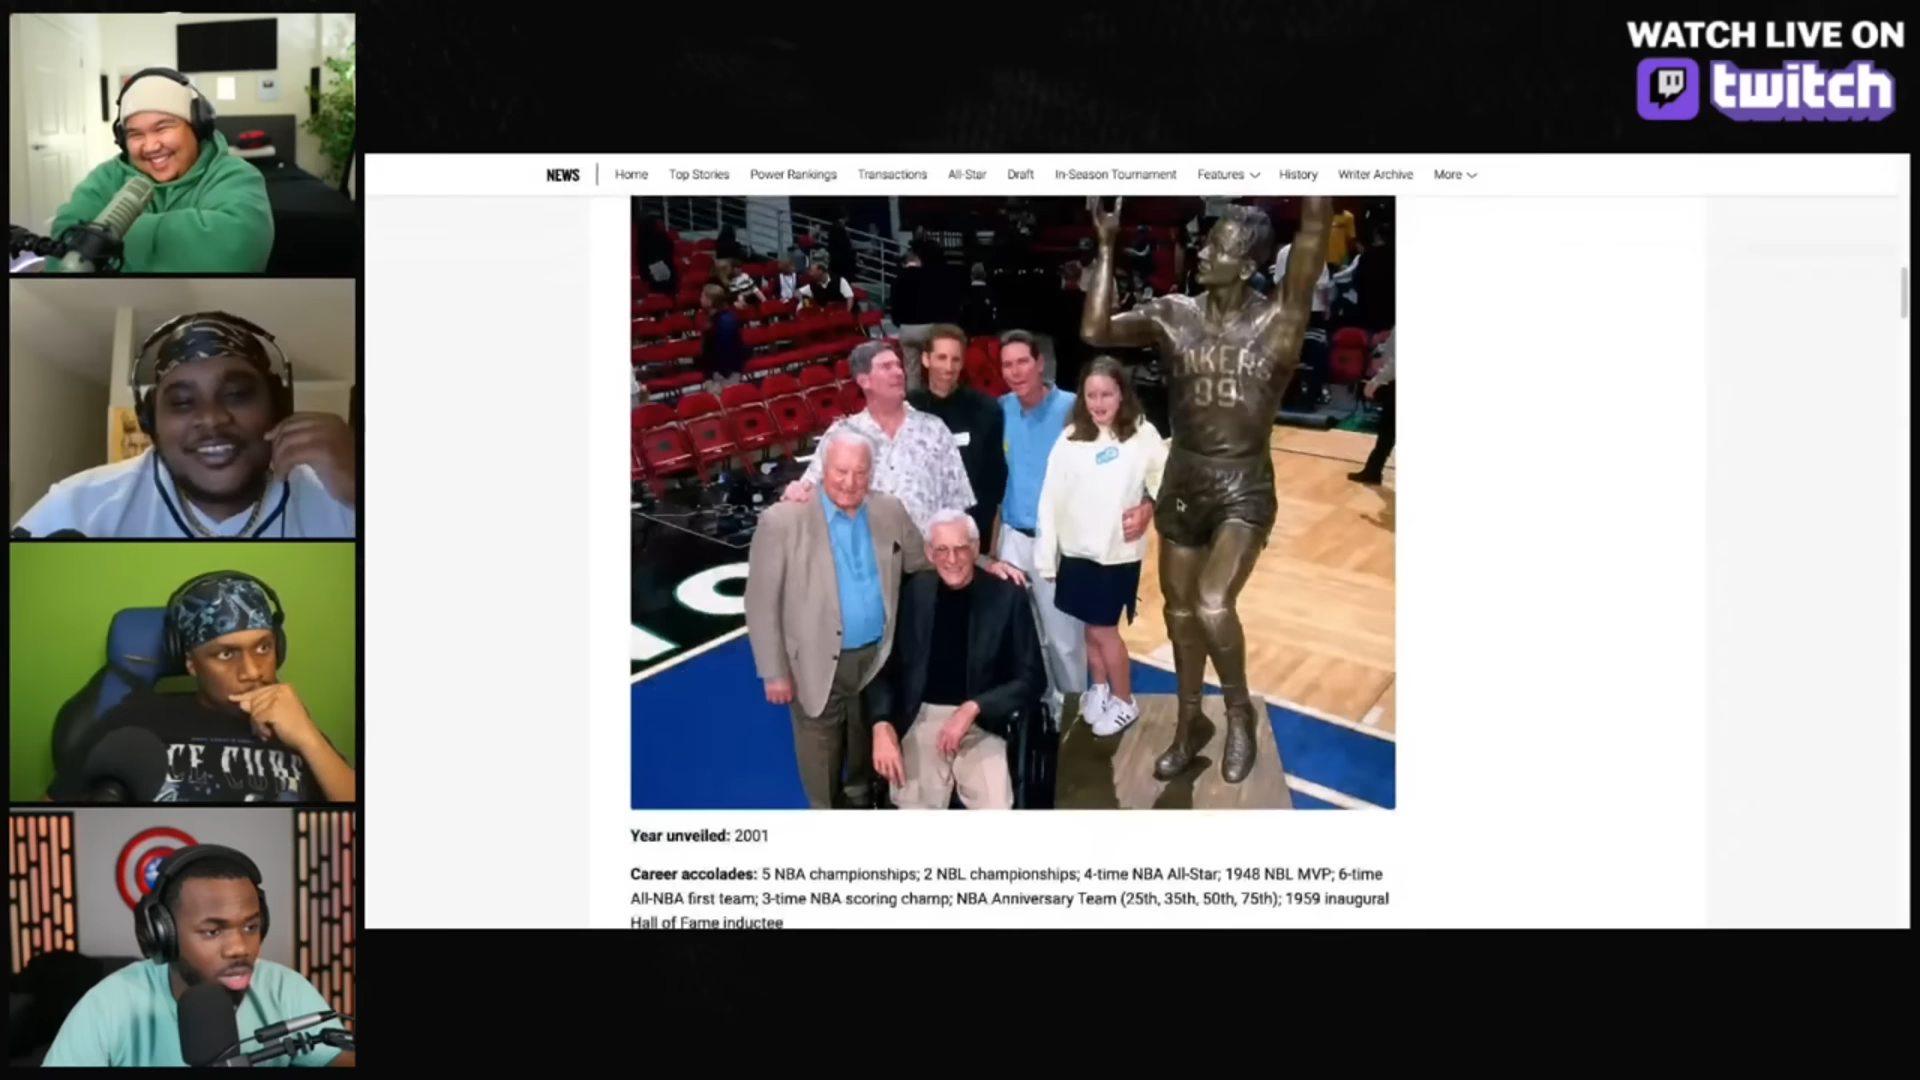 WATCH LIVE ON
twitch
NEWS
Home
Top Stories
Power Rankings
Transactions
All-Star
Draft
In-Season Tournament
Features
History
Writer Archive
More
AKERS
99
Year unveiled: 2001
Career accolades: 5 NBA championships; 2 NBL championships; 4-time NBA All-Star; 1948 NBL MVP; 6-time
All-NBA first team; 3-time NBA scoring champ; NBA Anniversary Team (25th, 35th, 50th, 75th); 1959 inaugural
Hall of Fame inductee
CE CUBE